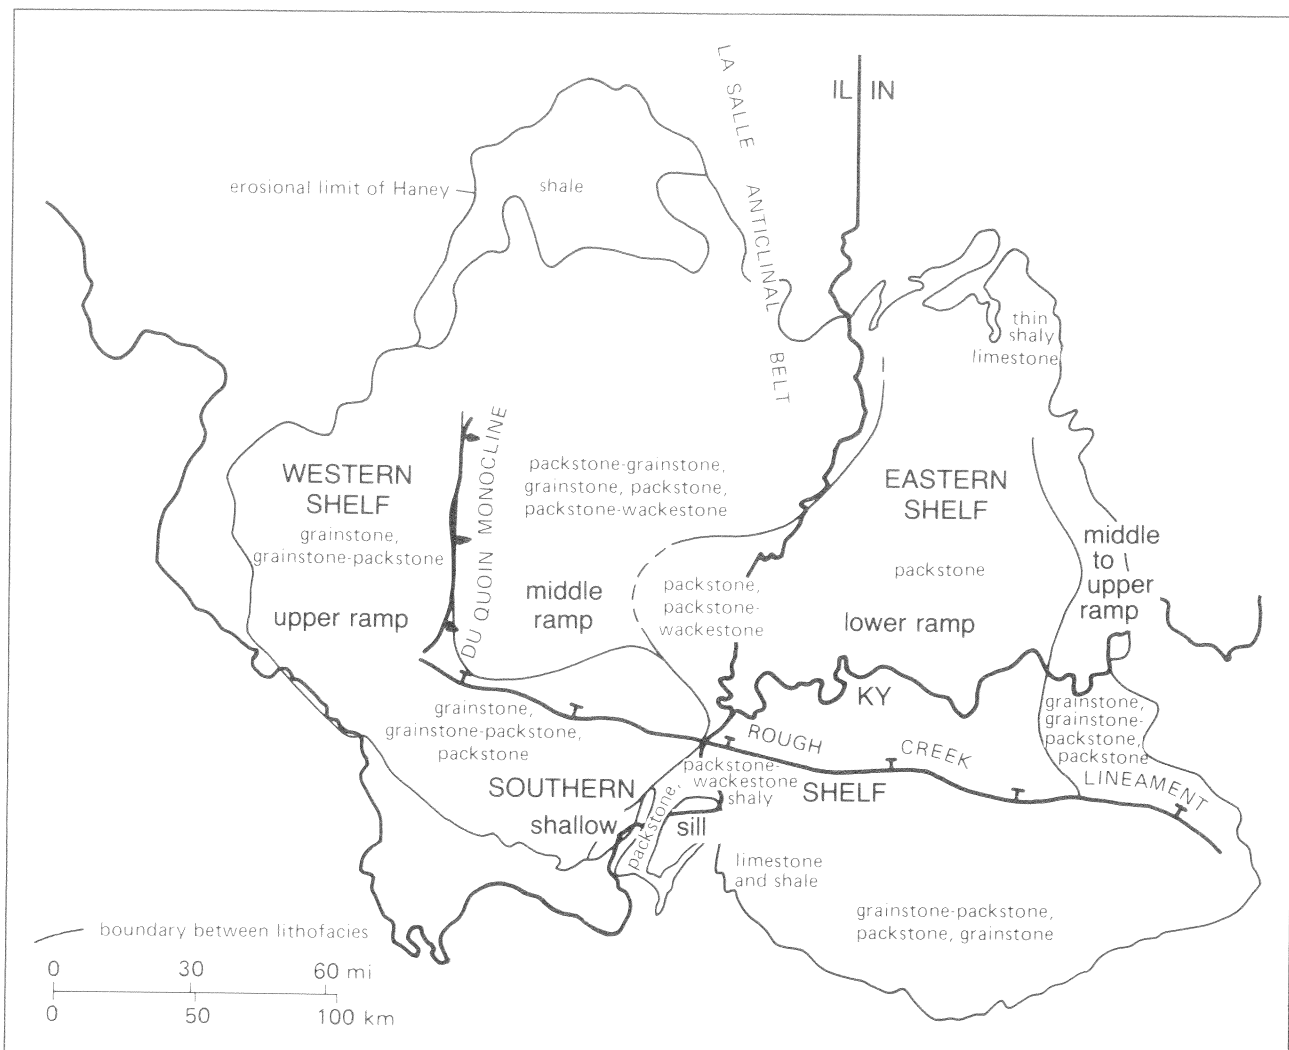 LA SALLE ANTICLINAL BELT
IL IN
erosional limit of Haney
shale
thin
shaly
limestone
WESTERN
SHELF
grainstone,
grainstone-packstone
upper ramp
DU QUOIN MONOCLINE
packstone-grainstone,
grainstone, packstone,
packstone-wackestone
middle
ramp
packstone,
packstone-
wackestone
EASTERN
SHELF
packstone
lower ramp
middle
to
upper
ramp
KY
grainstone,
grainstone-packstone,
packstone
grainstone,
grainstone-
packstone,
packstone
ROUGH CREEK LINEAMENT
packstone-
wackestone
shaly
SOUTHERN SHELF
shallow sill
packstone,
limestone
and shale
grainstone-packstone,
packstone, grainstone
boundary between lithofacies
0 30 60 mi
0 50 100 km